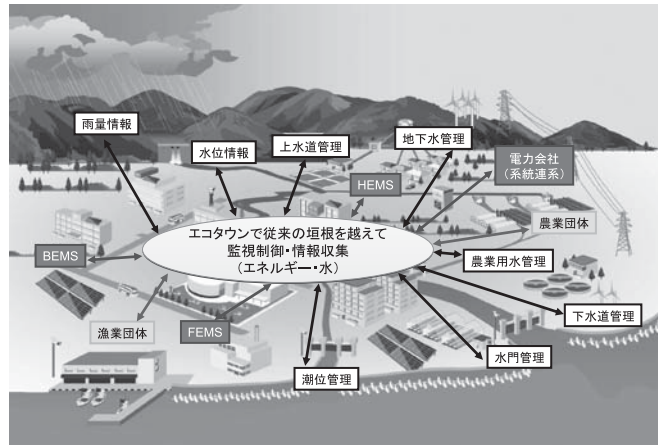 雨量情報
水位情報
上水道管理
地下水管理
電力会社
(系統連系)
HEMS
農業団体
エコタウンで従来の垣根を越えて
監視制御・情報収集
(エネルギー・水)
BEMS
農業用水管理
漁業団体
FEMS
下水道管理
水門管理
潮位管理